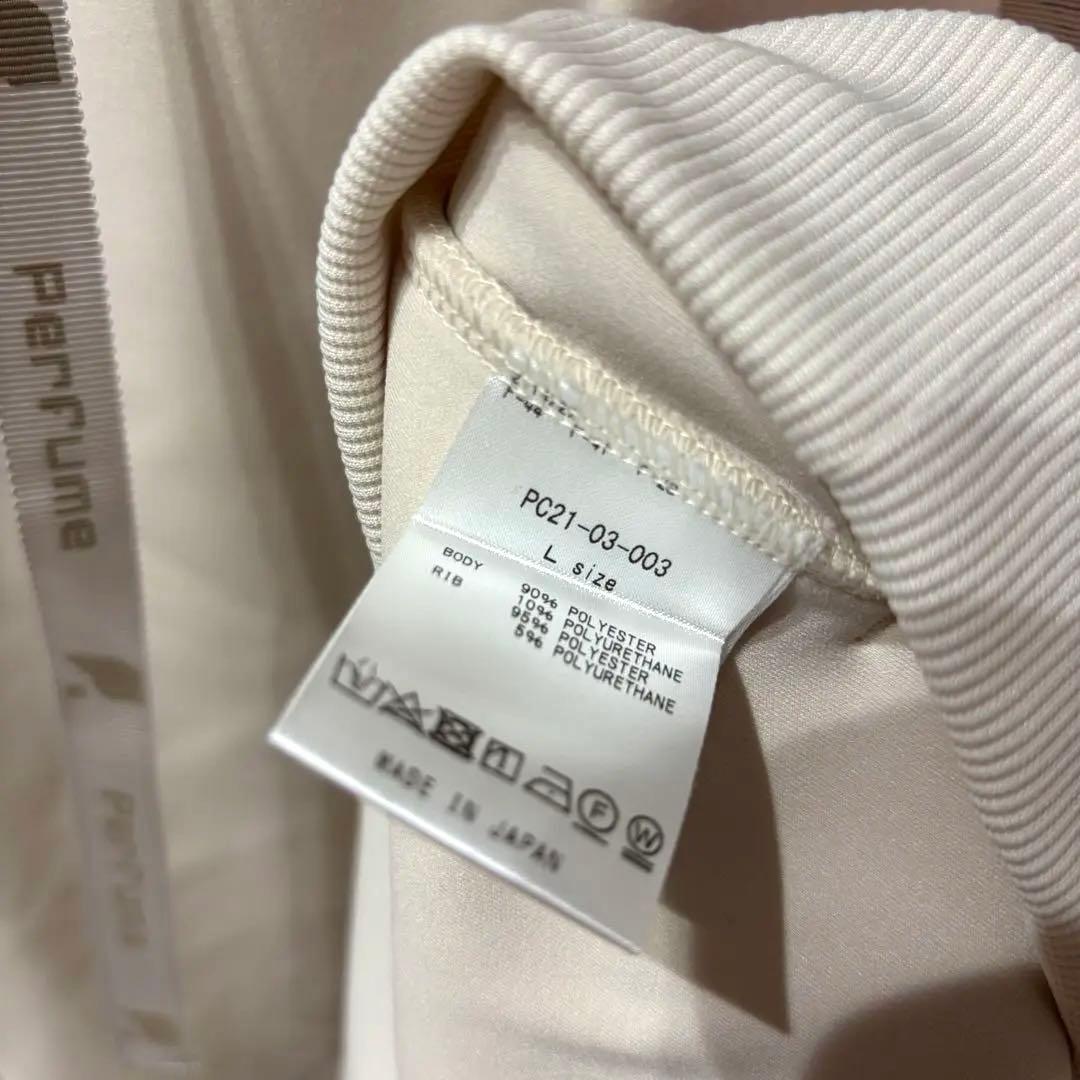 Perfume
Perfume
PC21-03-003
L size
BODY 90% POLYESTER
10% POLYURETHANE
RIB 95% POLYESTER
5% POLYURETHANE
F
W
MADE IN JAPAN